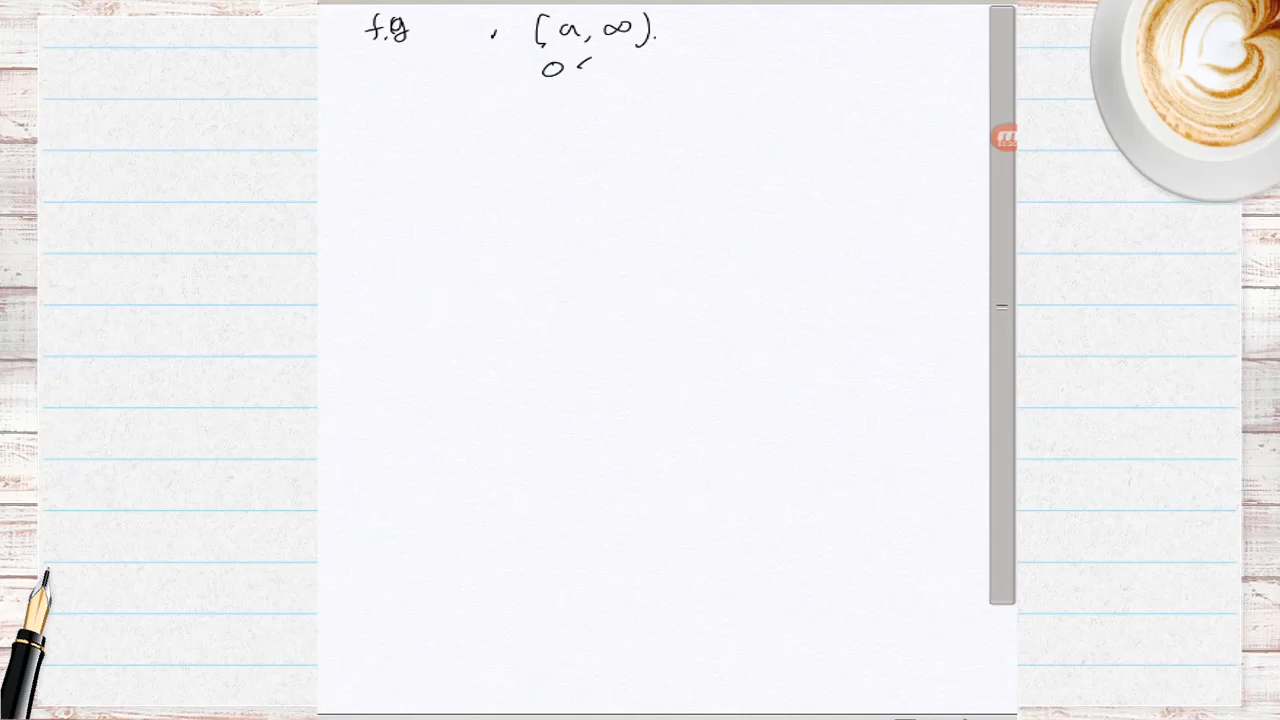 f,g , [a, ∞).
0 <